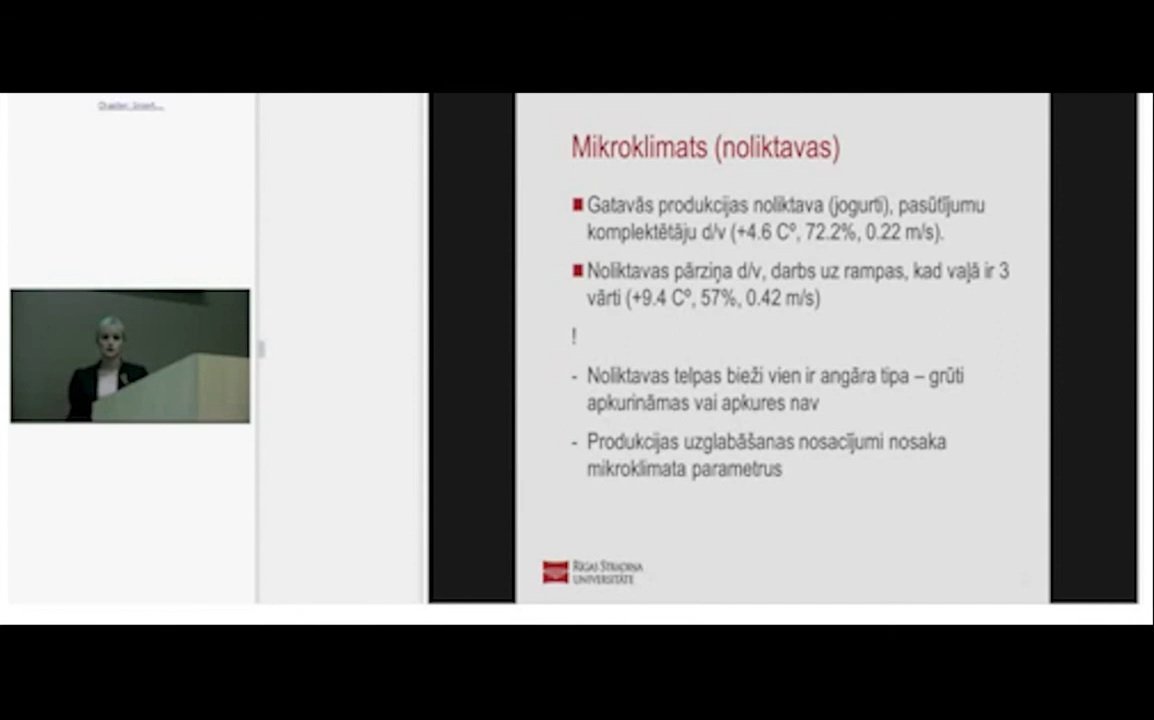 Mikroklimats (noliktavas)
Gatavās produkcijas noliktava (jogurti), pasūtījumu
komplektētāju d/v (+4.6 Cº, 72.2%, 0.22 m/s).
Noliktavas pārziņa d/v, darbs uz rampas, kad vaļā ir 3
vārti (+9.4 Cº, 57%, 0.42 m/s)
!
- Noliktavas telpas bieži vien ir angāra tipa – grūti
apkurināmas vai apkures nav
- Produkcijas uzglabāšanas nosacījumi nosaka
mikroklimata parametrus
RĪGAS STRADIŅA
UNIVERSITĀTE